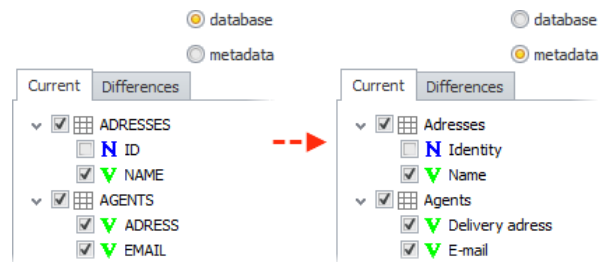 database
metadata
Current Differences
ADRESSES
N ID
V NAME
AGENTS
V ADRESS
V EMAIL
database
metadata
Current Differences
Adresses
N Identity
V Name
Agents
V Delivery adress
V E-mail